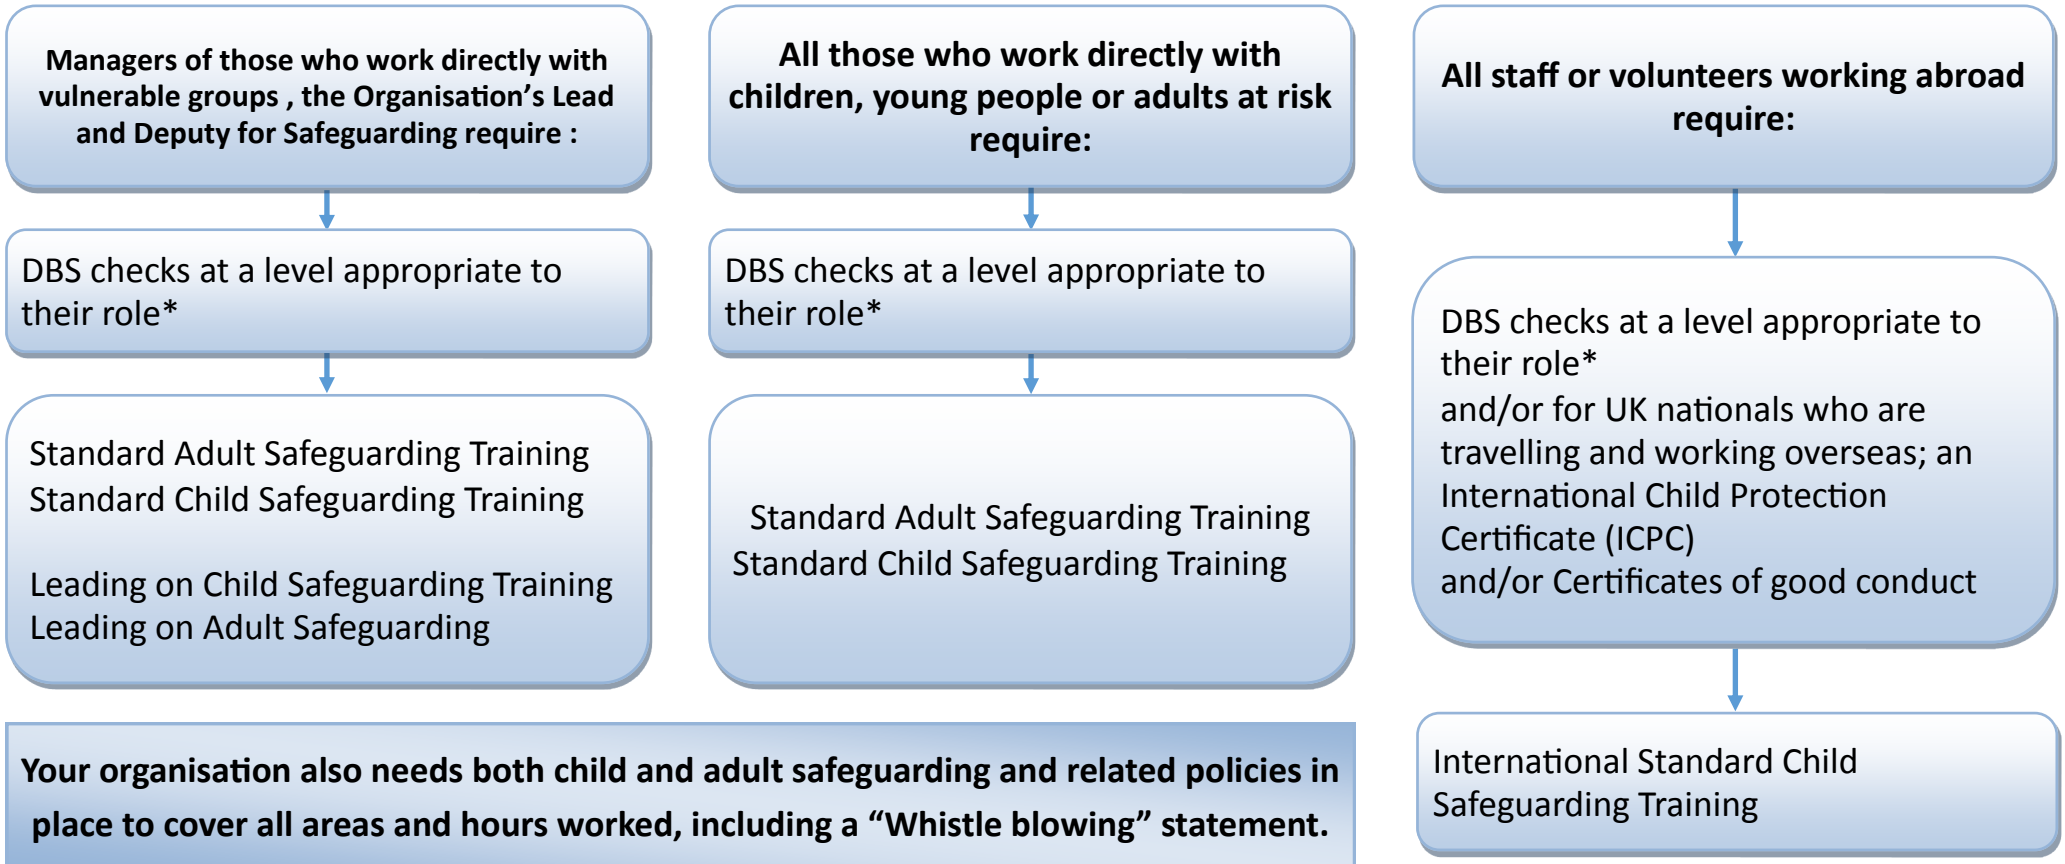 Managers of those who work directly with
vulnerable groups , the Organisation's Lead
and Deputy for Safeguarding require :
DBS checks at a level appropriate to
their role*
Standard Adult Safeguarding Training
Standard Child Safeguarding Training
Leading on Child Safeguarding Training
Leading on Adult Safeguarding
All those who work directly with
children, young people or adults at risk
require:
DBS checks at a level appropriate to
their role*
Standard Adult Safeguarding Training
Standard Child Safeguarding Training
All staff or volunteers working abroad
require:
DBS checks at a level appropriate to
their role*
and/or for UK nationals who are
travelling and working overseas; an
International Child Protection
Certificate (ICPC)
and/or Certificates of good conduct
International Standard Child
Safeguarding Training
Your organisation also needs both child and adult safeguarding and related policies in
place to cover all areas and hours worked, including a “Whistle blowing” statement.